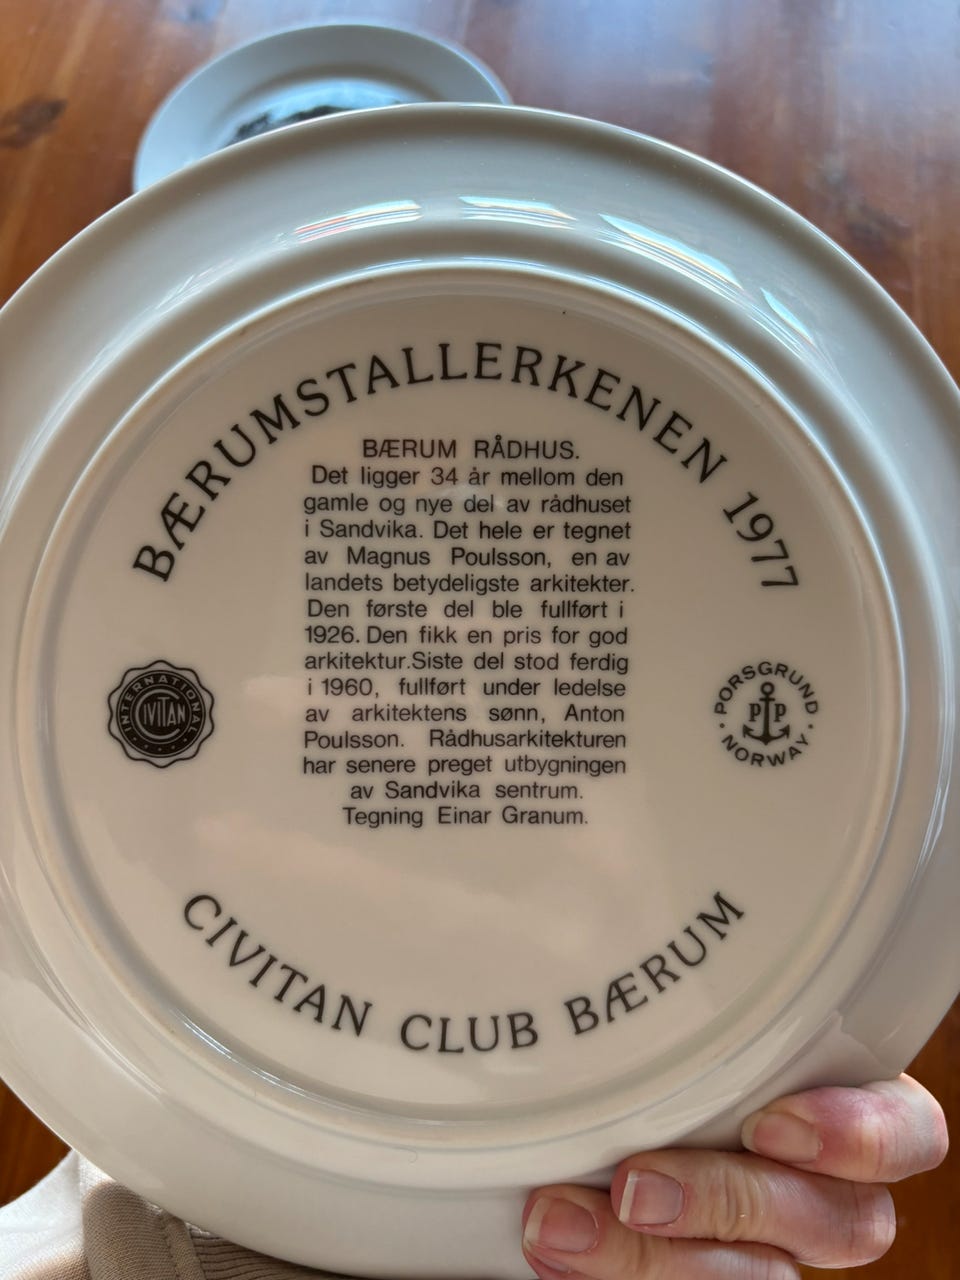 BÆRUMSTALLERKENEN 1977
BÆRUM RÅDHUS.
Det ligger 34 år mellom den
gamle og nye del av rådhuset
i Sandvika. Det hele er tegnet
av Magnus Poulsson, en av
landets betydeligste arkitekter.
Den første del ble fullført i
1926. Den fikk en pris for god
arkitektur.Siste del stod ferdig
i 1960, fullført under ledelse
av arkitektens sønn, Anton
Poulsson. Rådhusarkitekturen
har senere preget utbygningen
av Sandvika sentrum.
Tegning Einar Granum.
INTERNATIONAL
CIVITAN
PORSGRUND
PP
NORWAY
CIVITAN CLUB BÆRUM